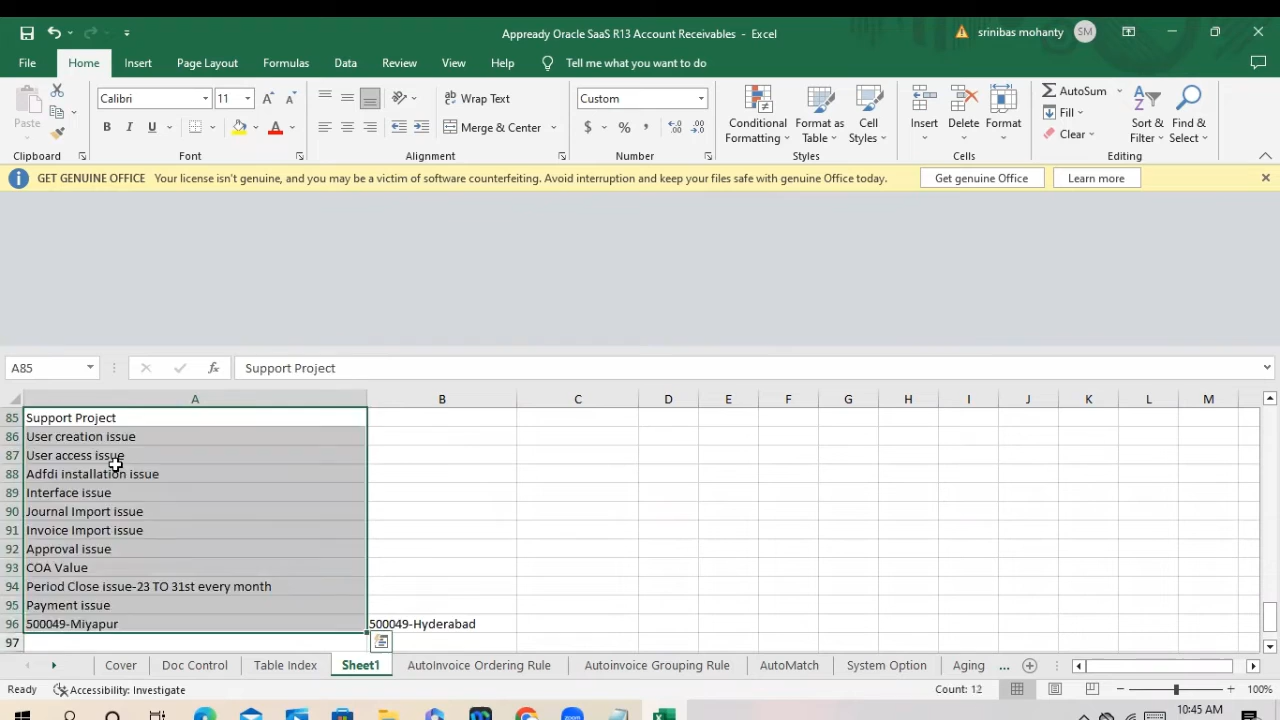 Appready Oracle SaaS R13 Account Receivables - Excel
srinibas mohanty
SM
File Home Insert Page Layout Formulas Data Review View Help Tell me what you want to do
Paste
Clipboard
Calibri 11
B I U
Font
Wrap Text
Merge & Center
Alignment
Custom
$ % ,
Number
Conditional Formatting
Format as Table
Cell Styles
Styles
Insert Delete Format
Cells
AutoSum
Fill
Clear
Sort & Filter
Find & Select
Editing
GET GENUINE OFFICE Your license isn't genuine, and you may be a victim of software counterfeiting. Avoid interruption and keep your files safe with genuine Office today. Get genuine Office Learn more
A85 fx Support Project
A B C D E F G H I J K L M
85 Support Project
86 User creation issue
87 User access issue
88 Adfdi installation issue
89 Interface issue
90 Journal Import issue
91 Invoice Import issue
92 Approval issue
93 COA Value
94 Period Close issue-23 TO 31st every month
95 Payment issue
96 500049-Miyapur 500049-Hyderabad
97
Cover Doc Control Table Index Sheet1 AutoInvoice Ordering Rule AutoInvoice Grouping Rule AutoMatch System Option Aging ...
Ready Accessibility: Investigate Count: 12 100%
10:45 AM